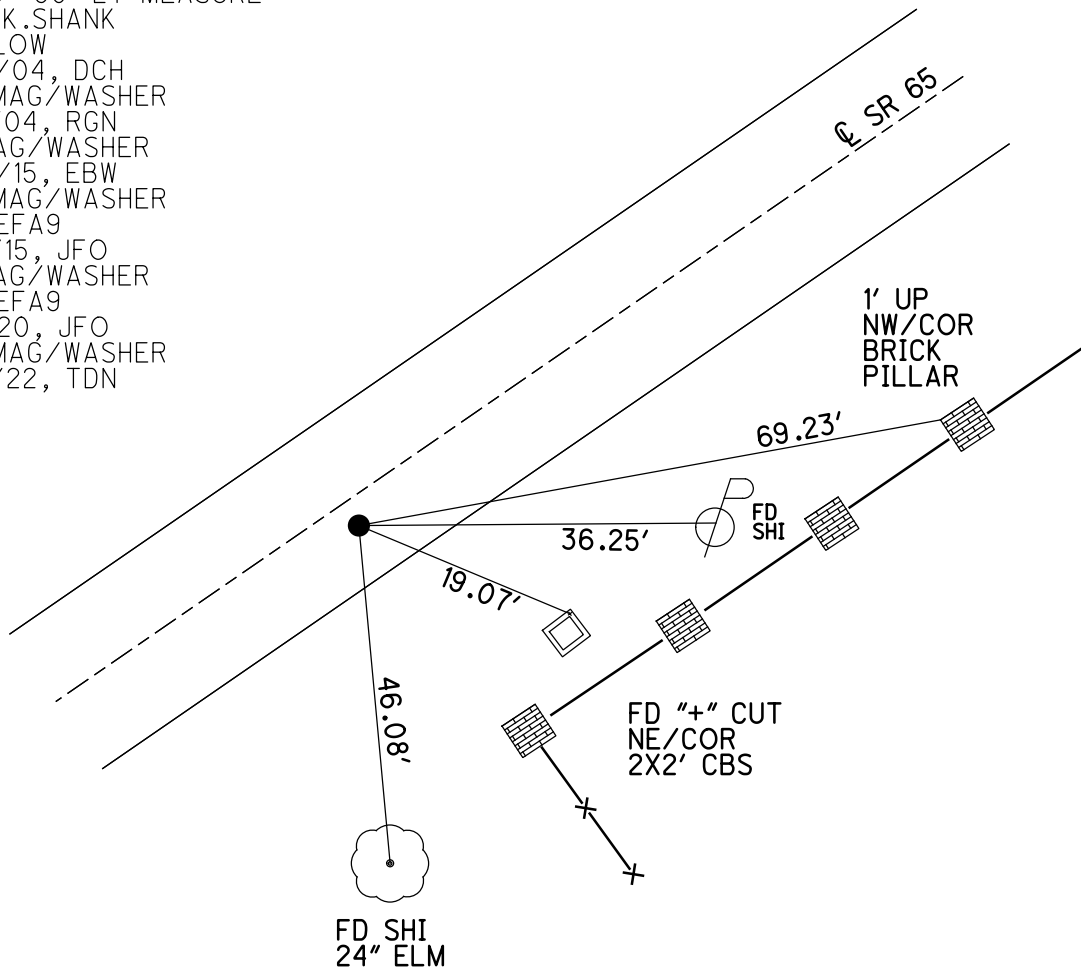 MEASURE
K.SHANK
LOW
/04, DCH
MAG/WASHER
/04, RGN
AG/WASHER
/15, EBW
MAG/WASHER
EFA9
/15, JFO
AG/WASHER
EFA9
20, JFO
MAG/WASHER
/22, TDN
℄ SR 65
1' UP
NW/COR
BRICK
PILLAR
69.23'
FD
SHI
36.25'
19.07'
46.08'
FD "+" CUT
NE/COR
2X2' CBS
FD SHI
24" ELM